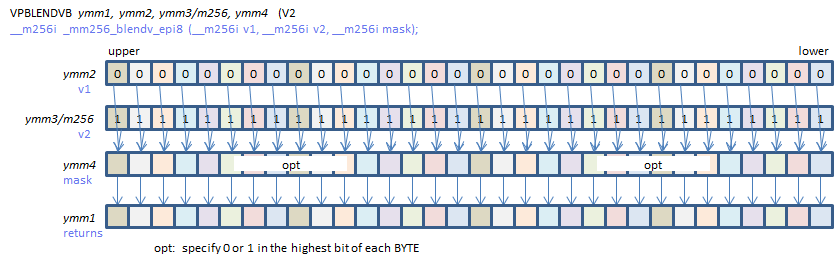 VPBLENDVB ymm1, ymm2, ymm3/m256, ymm4 (V2
__m256i _mm256_blendv_epi8 (__m256i v1, __m256i v2, __m256i mask);
upper lower
ymm2 0 0 0 0 0 0 0 0 0 0 0 0 0 0 0 0 0 0 0 0 0 0 0 0 0 0 0 0 0 0 0 0
v1
ymm3/m256 1 1 1 1 1 1 1 1 1 1 1 1 1 1 1 1 1 1 1 1 1 1 1 1 1 1 1 1 1 1 1 1
v2
ymm4 opt opt
mask
ymm1
returns
opt: specify 0 or 1 in the highest bit of each BYTE